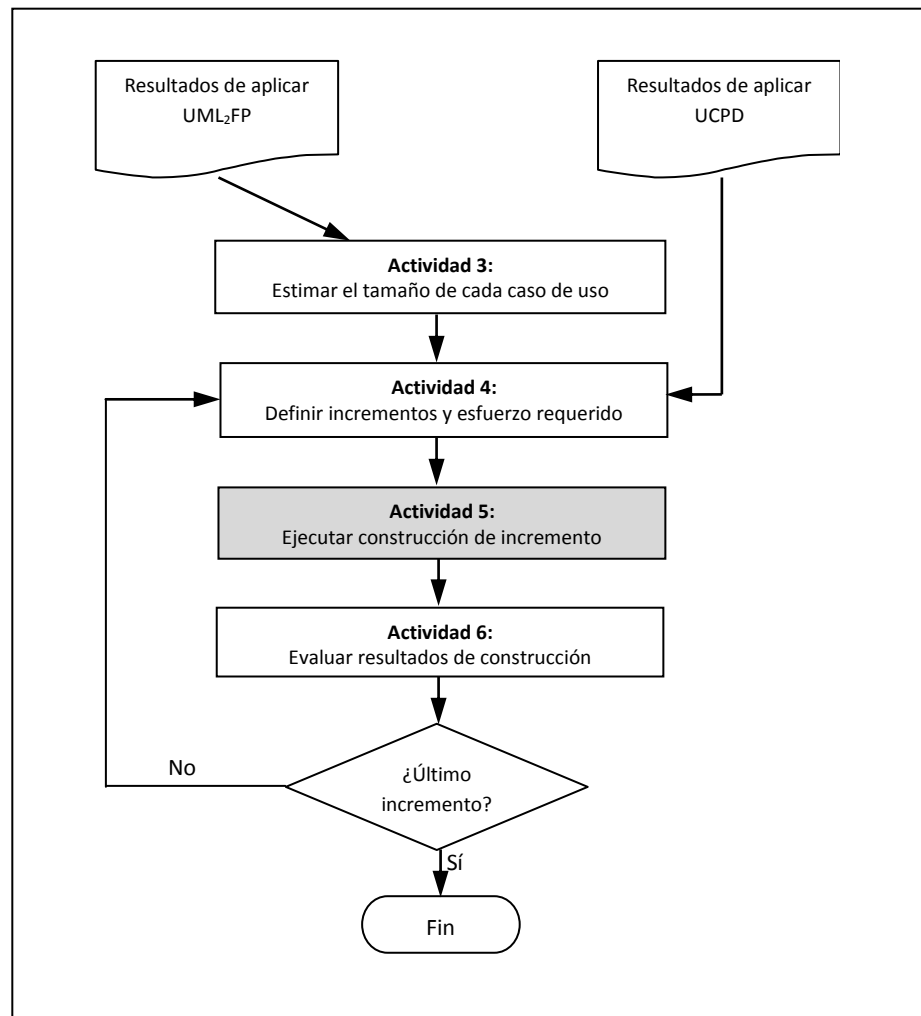 Resultados de aplicar
UML₂FP
Resultados de aplicar
UCPD
Actividad 3:
Estimar el tamaño de cada caso de uso
Actividad 4:
Definir incrementos y esfuerzo requerido
Actividad 5:
Ejecutar construcción de incremento
Actividad 6:
Evaluar resultados de construcción
No
¿Último
incremento?
Sí
Fin